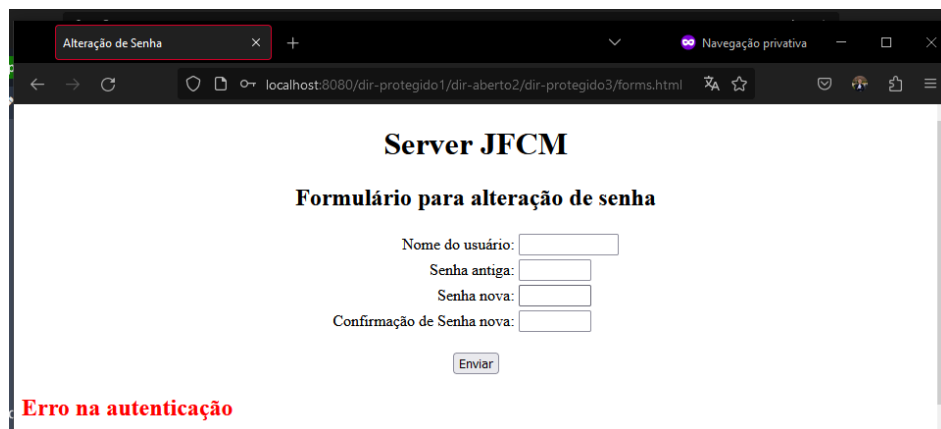 Alteração de Senha
Navegação privativa
localhost:8080/dir-protegido1/dir-aberto2/dir-protegido3/forms.html
Server JFCM
Formulário para alteração de senha
Nome do usuário:
Senha antiga:
Senha nova:
Confirmação de Senha nova:
Enviar
Erro na autenticação